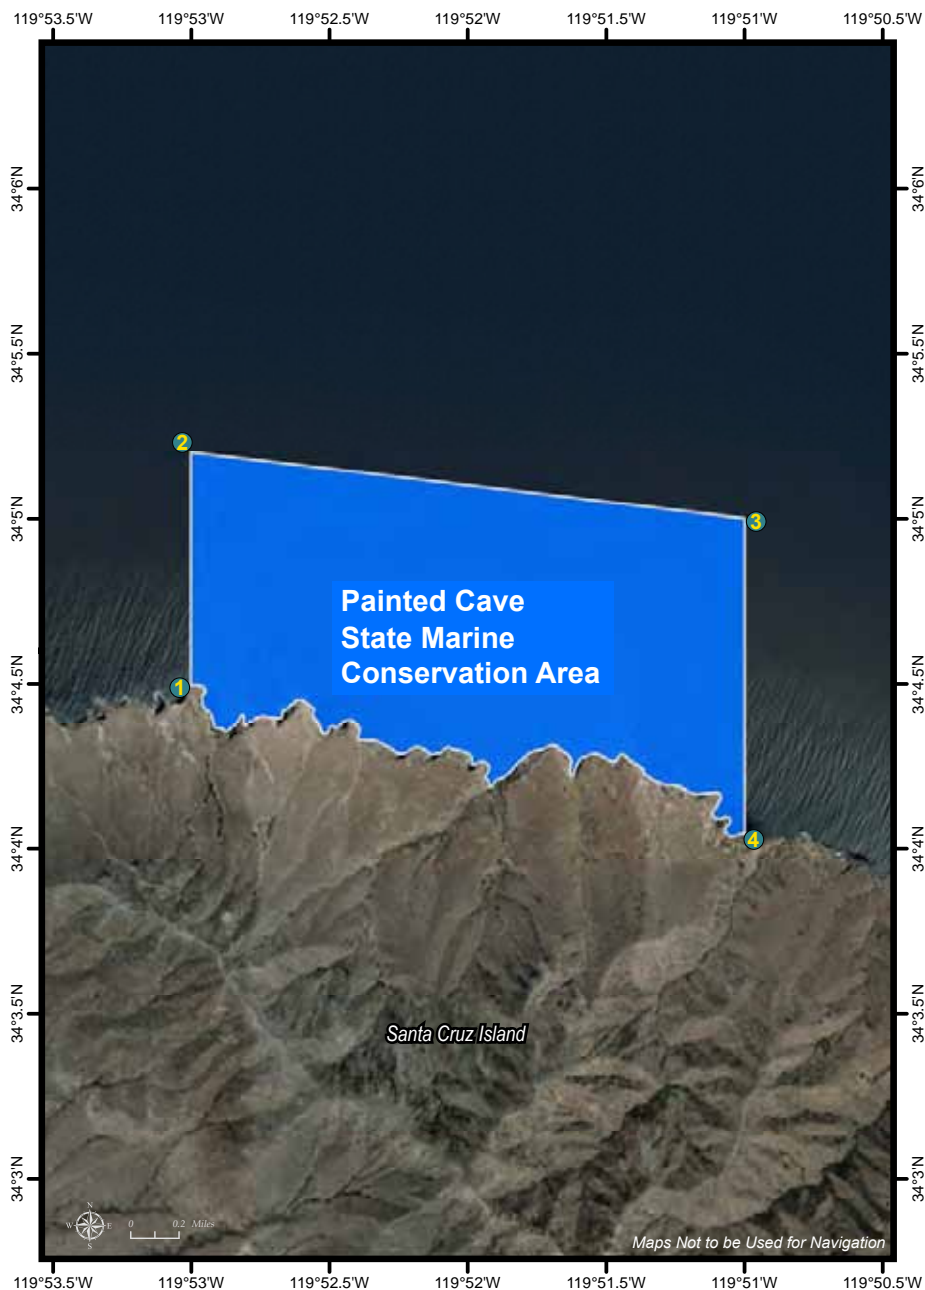 119°53.5'W 119°53'W 119°52.5'W 119°52'W 119°51.5'W 119°51'W 119°50.5'W
34°6'N 34°6'N
34°5.5'N 34°5.5'N
2
34°5'N 3 34°5'N
Painted Cave
State Marine
Conservation Area
34°4.5'N 1 34°4.5'N
34°4'N 4 34°4'N
34°3.5'N 34°3.5'N
Santa Cruz Island
34°3'N 34°3'N
N
W E
S
0 0.2 Miles
Maps Not to be Used for Navigation
119°53.5'W 119°53'W 119°52.5'W 119°52'W 119°51.5'W 119°51'W 119°50.5'W